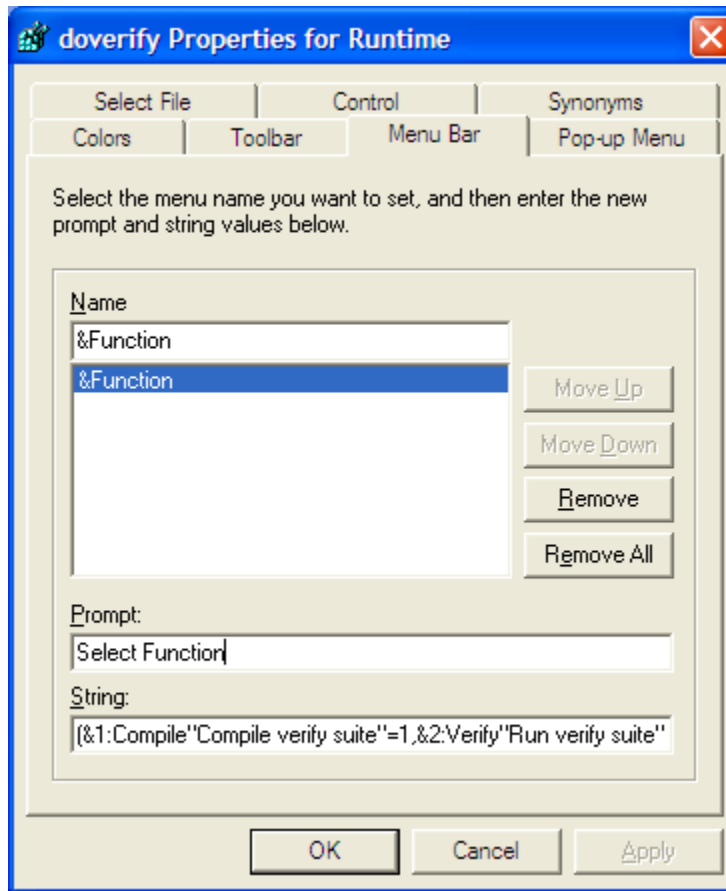 doverify Properties for Runtime
Select File
Control
Synonyms
Colors
Toolbar
Menu Bar
Pop-up Menu
Select the menu name you want to set, and then enter the new
prompt and string values below.
Name
&Function
&Function
Move Up
Move Down
Remove
Remove All
Prompt:
Select Function
String:
(&1:Compile"Compile verify suite"=1,&2:Verify"Run verify suite"
OK
Cancel
Apply